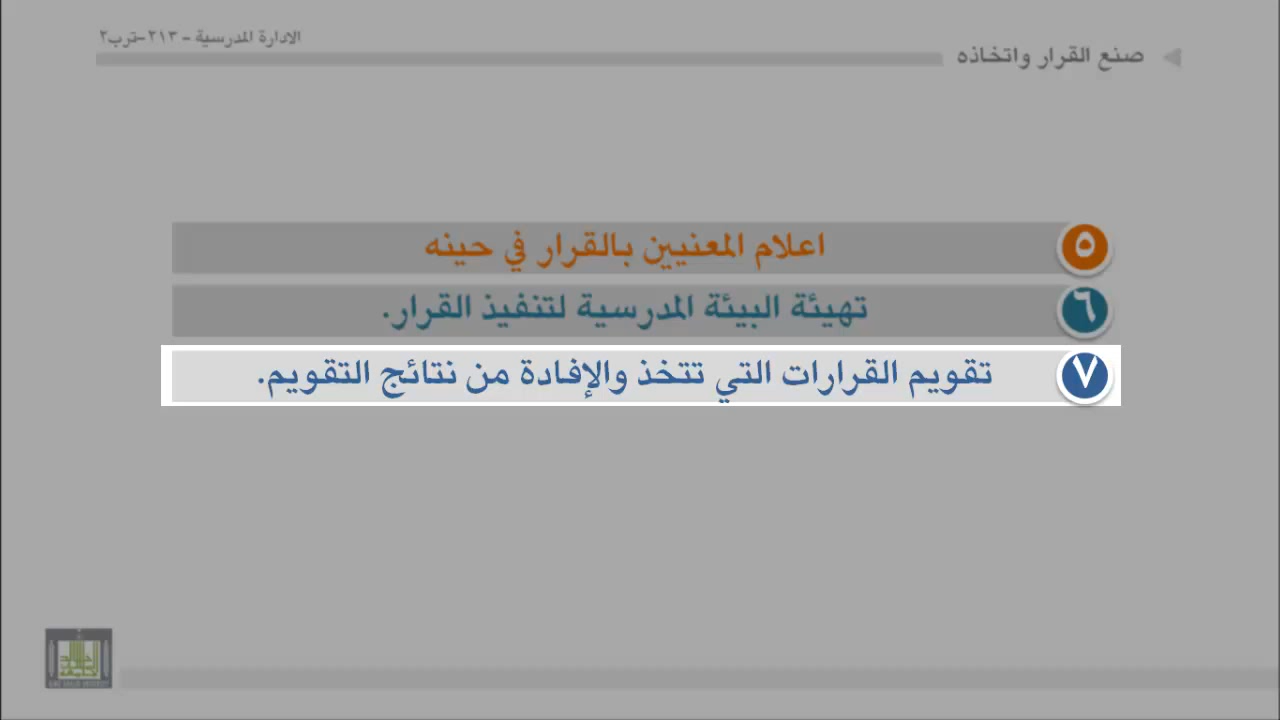 الادارة المدرسية - ٢١٣-ترب٢
صنع القرار واتخاذه
٥ اعلام المعنيين بالقرار في حينه
٦ تهيئة البيئة المدرسية لتنفيذ القرار.
٧ تقويم القرارات التي تتخذ والإفادة من نتائج التقويم.